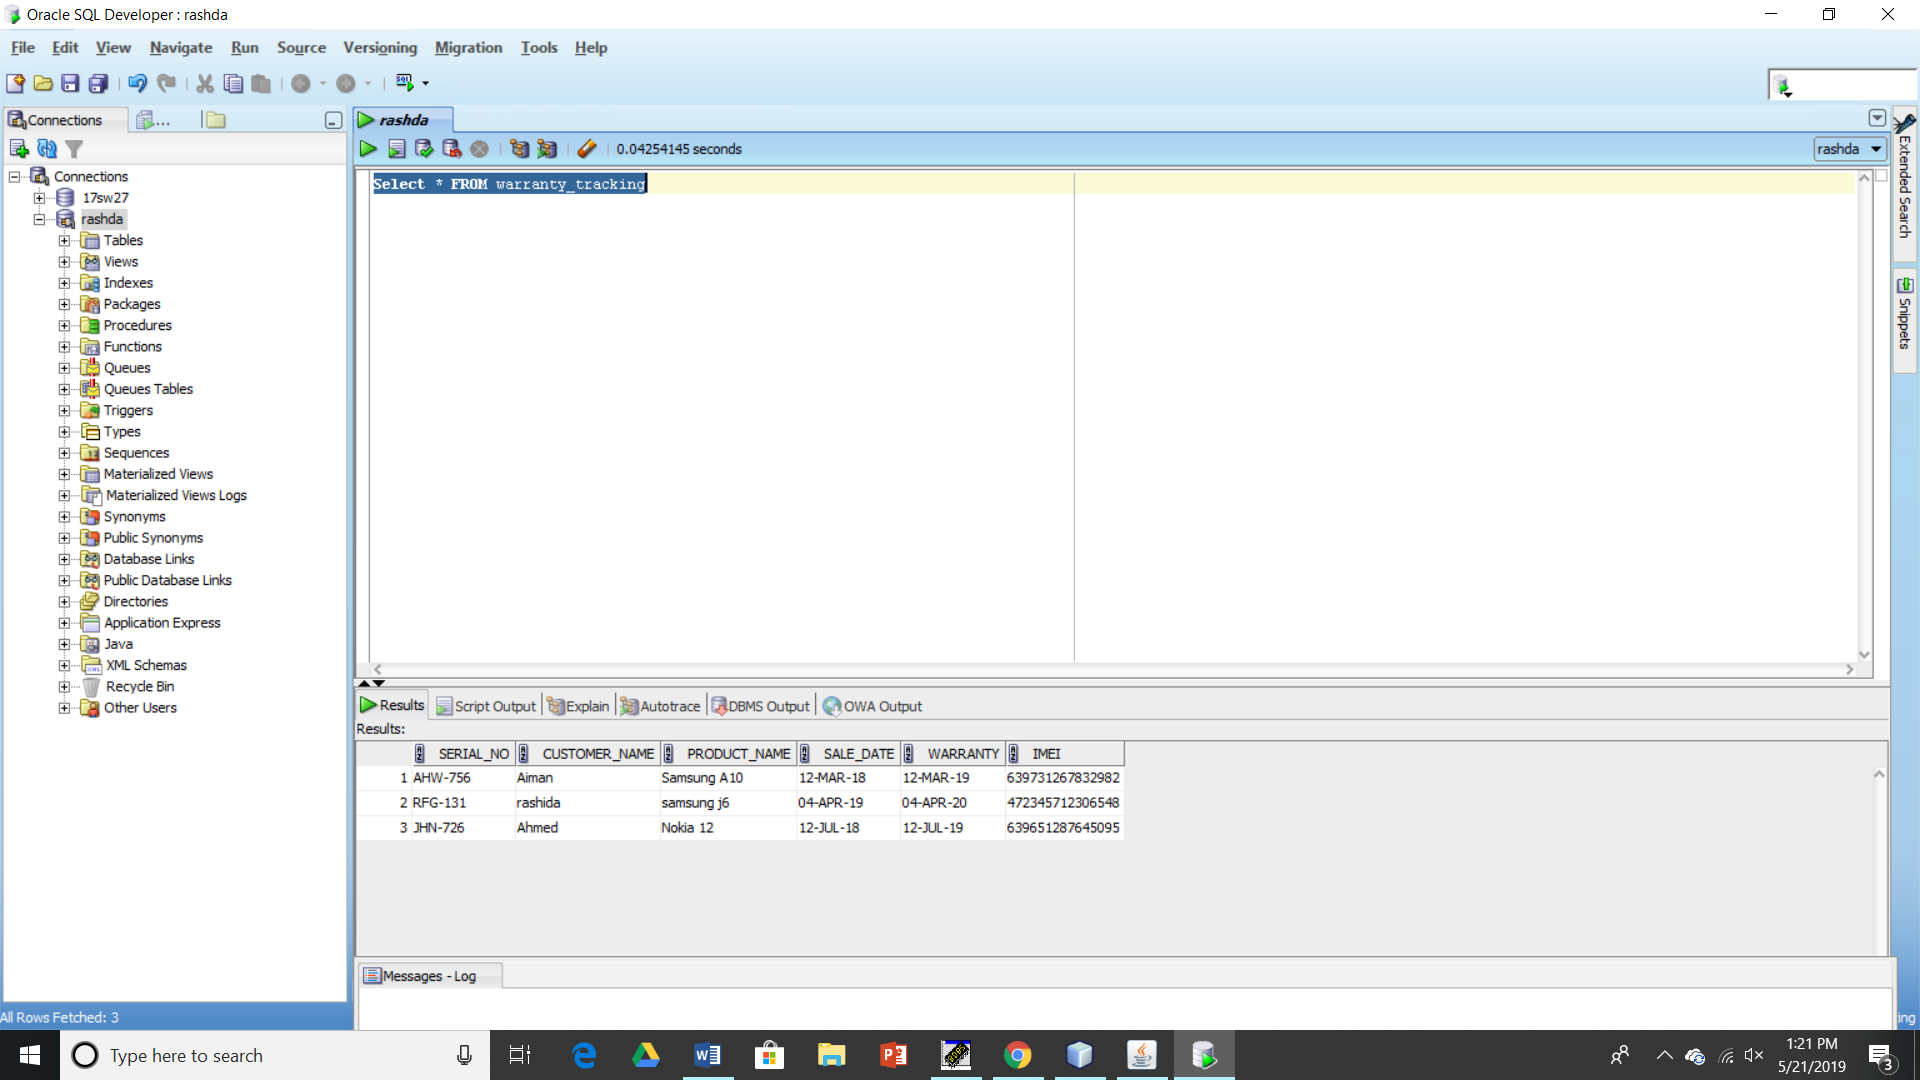 Oracle SQL Developer : rashda
File Edit View Navigate Run Source Versioning Migration Tools Help
Connections ...
rashda
0.04254145 seconds
rashda
Select * FROM warranty_tracking
Connections
17sw27
rashda
Tables
Views
Indexes
Packages
Procedures
Functions
Queues
Queues Tables
Triggers
Types
Sequences
Materialized Views
Materialized Views Logs
Synonyms
Public Synonyms
Database Links
Public Database Links
Directories
Application Express
Java
XML Schemas
Recycle Bin
Other Users
Extended Search
Snippets
Results Script Output Explain Autotrace DBMS Output OWA Output
Results:
SERIAL_NO CUSTOMER_NAME PRODUCT_NAME SALE_DATE WARRANTY IMEI
1 AHW-756 Aiman Samsung A10 12-MAR-18 12-MAR-19 639731267832982
2 RFG-131 rashida samsung j6 04-APR-19 04-APR-20 472345712306548
3 JHN-726 Ahmed Nokia 12 12-JUL-18 12-JUL-19 639651287645095
Messages - Log
All Rows Fetched: 3
Type here to search
1:21 PM
5/21/2019
3